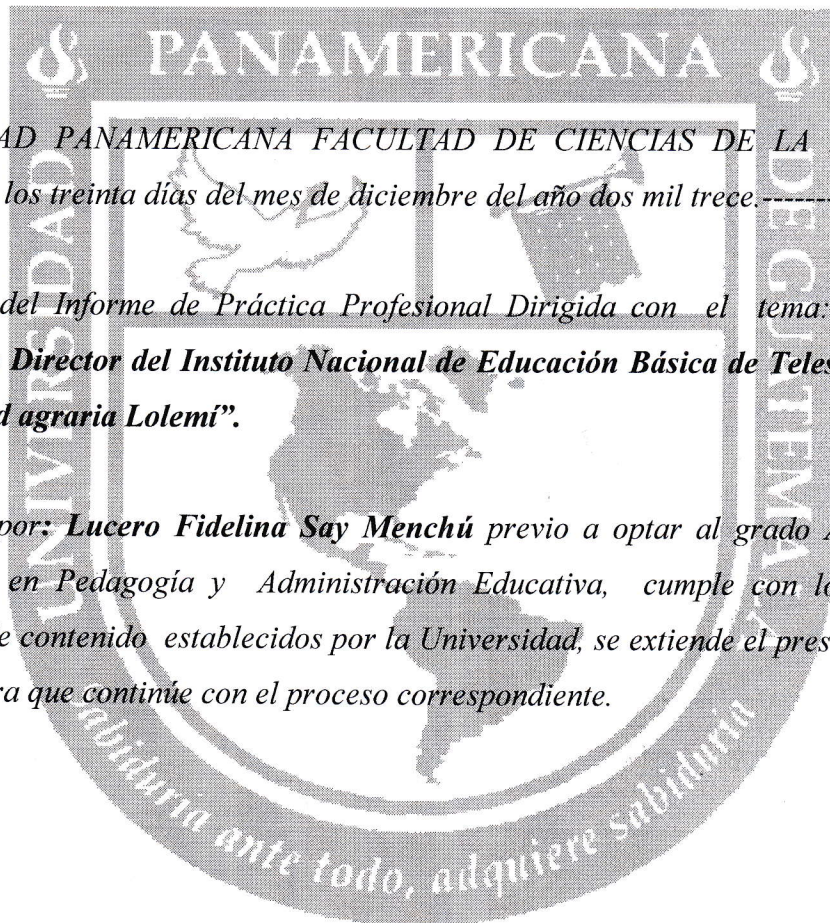 PANAMERICANA
UNIVERSIDAD
DE GUATEMALA
AD PANAMERICANA FACULTAD DE CIENCIAS DE LA
los treinta días del mes de diciembre del año dos mil trece.--------
del Informe de Práctica Profesional Dirigida con el tema:
Director del Instituto Nacional de Educación Básica de Teles
d agraria Lolemí”.
por: Lucero Fidelina Say Menchú previo a optar al grado
en Pedagogía y Administración Educativa, cumple con lo
e contenido establecidos por la Universidad, se extiende el pres
ra que continúe con el proceso correspondiente.
sabiduría ante todo, adquiere sabiduría